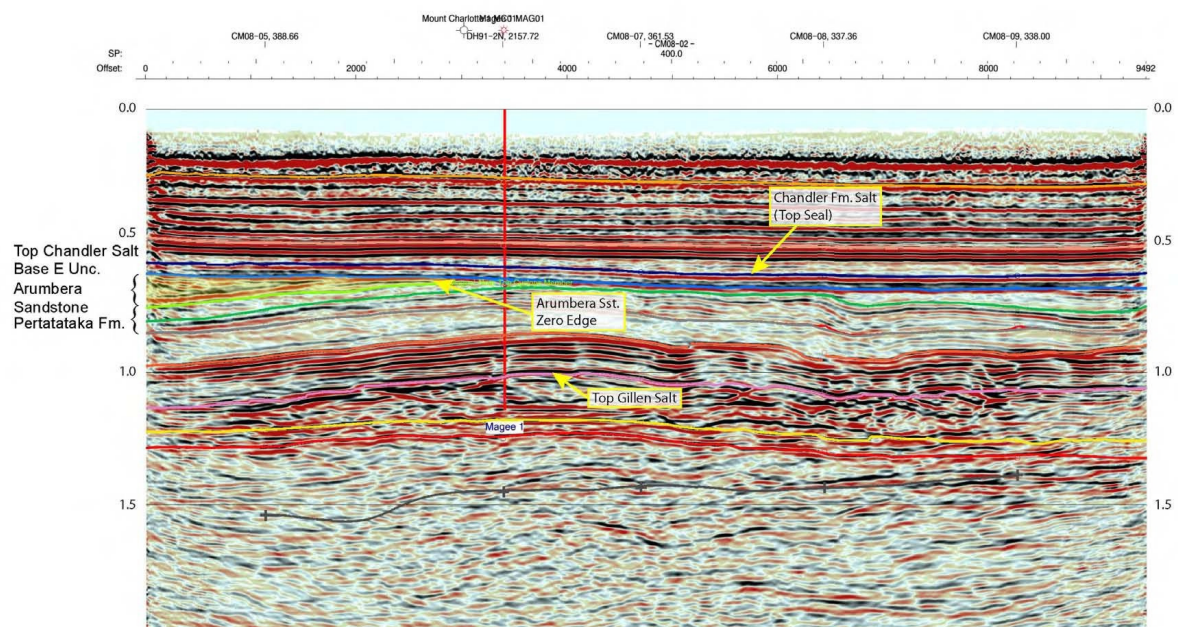 Mount Charlotte 1 MC01 MAG01
CM08-05, 388.66
DH91-2N, 2157.72
CM08-07, 361.53
- CM08-02 -
CM08-08, 337.36
CM08-09, 338.00
SP:
400.0
Offset:
0
2000
4000
6000
8000
9492
0.0
0.0
Chandler Fm. Salt
(Top Seal)
0.5
0.5
Top Chandler Salt
Base E Unc.
Arumbera
Sandstone
Pertatataka Fm.
Arumbera Sst.
Zero Edge
1.0
1.0
Top Gillen Salt
Magee 1
1.5
1.5